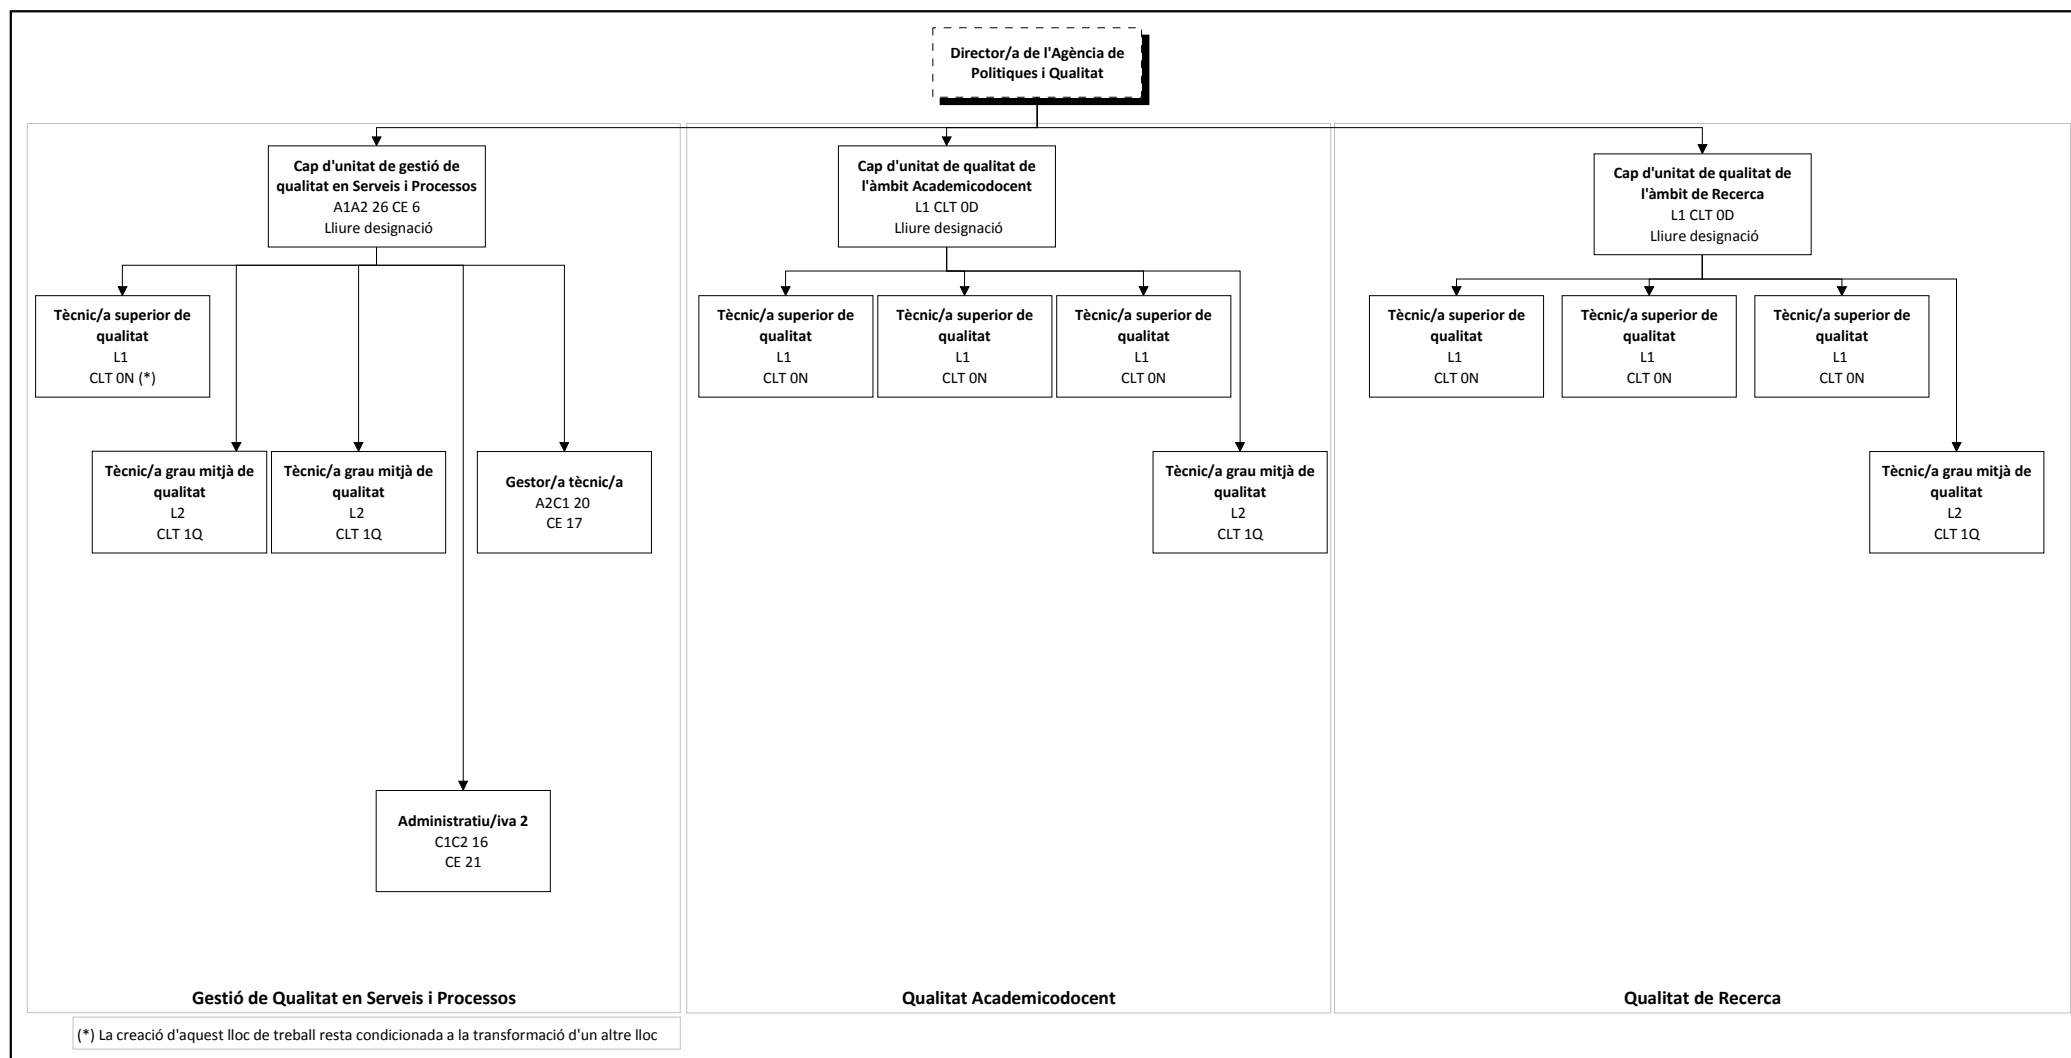 Director/a de l'Agència de
Politiques i Qualitat
Cap d'unitat de gestió de
qualitat en Serveis i Processos
A1A2 26 CE 6
Lliure designació
Cap d'unitat de qualitat de
l'àmbit Academicodocent
L1 CLT 0D
Lliure designació
Cap d'unitat de qualitat de
l'àmbit de Recerca
L1 CLT 0D
Lliure designació
Tècnic/a superior de
qualitat
L1
CLT 0N (*)
Tècnic/a superior de
qualitat
L1
CLT 0N
Tècnic/a superior de
qualitat
L1
CLT 0N
Tècnic/a superior de
qualitat
L1
CLT 0N
Tècnic/a superior de
qualitat
L1
CLT 0N
Tècnic/a superior de
qualitat
L1
CLT 0N
Tècnic/a superior de
qualitat
L1
CLT 0N
Tècnic/a grau mitjà de
qualitat
L2
CLT 1Q
Tècnic/a grau mitjà de
qualitat
L2
CLT 1Q
Gestor/a tècnic/a
A2C1 20
CE 17
Tècnic/a grau mitjà de
qualitat
L2
CLT 1Q
Tècnic/a grau mitjà de
qualitat
L2
CLT 1Q
Administratiu/iva 2
C1C2 16
CE 21
Gestió de Qualitat en Serveis i Processos
Qualitat Academicodocent
Qualitat de Recerca
(*) La creació d'aquest lloc de treball resta condicionada a la transformació d'un altre lloc